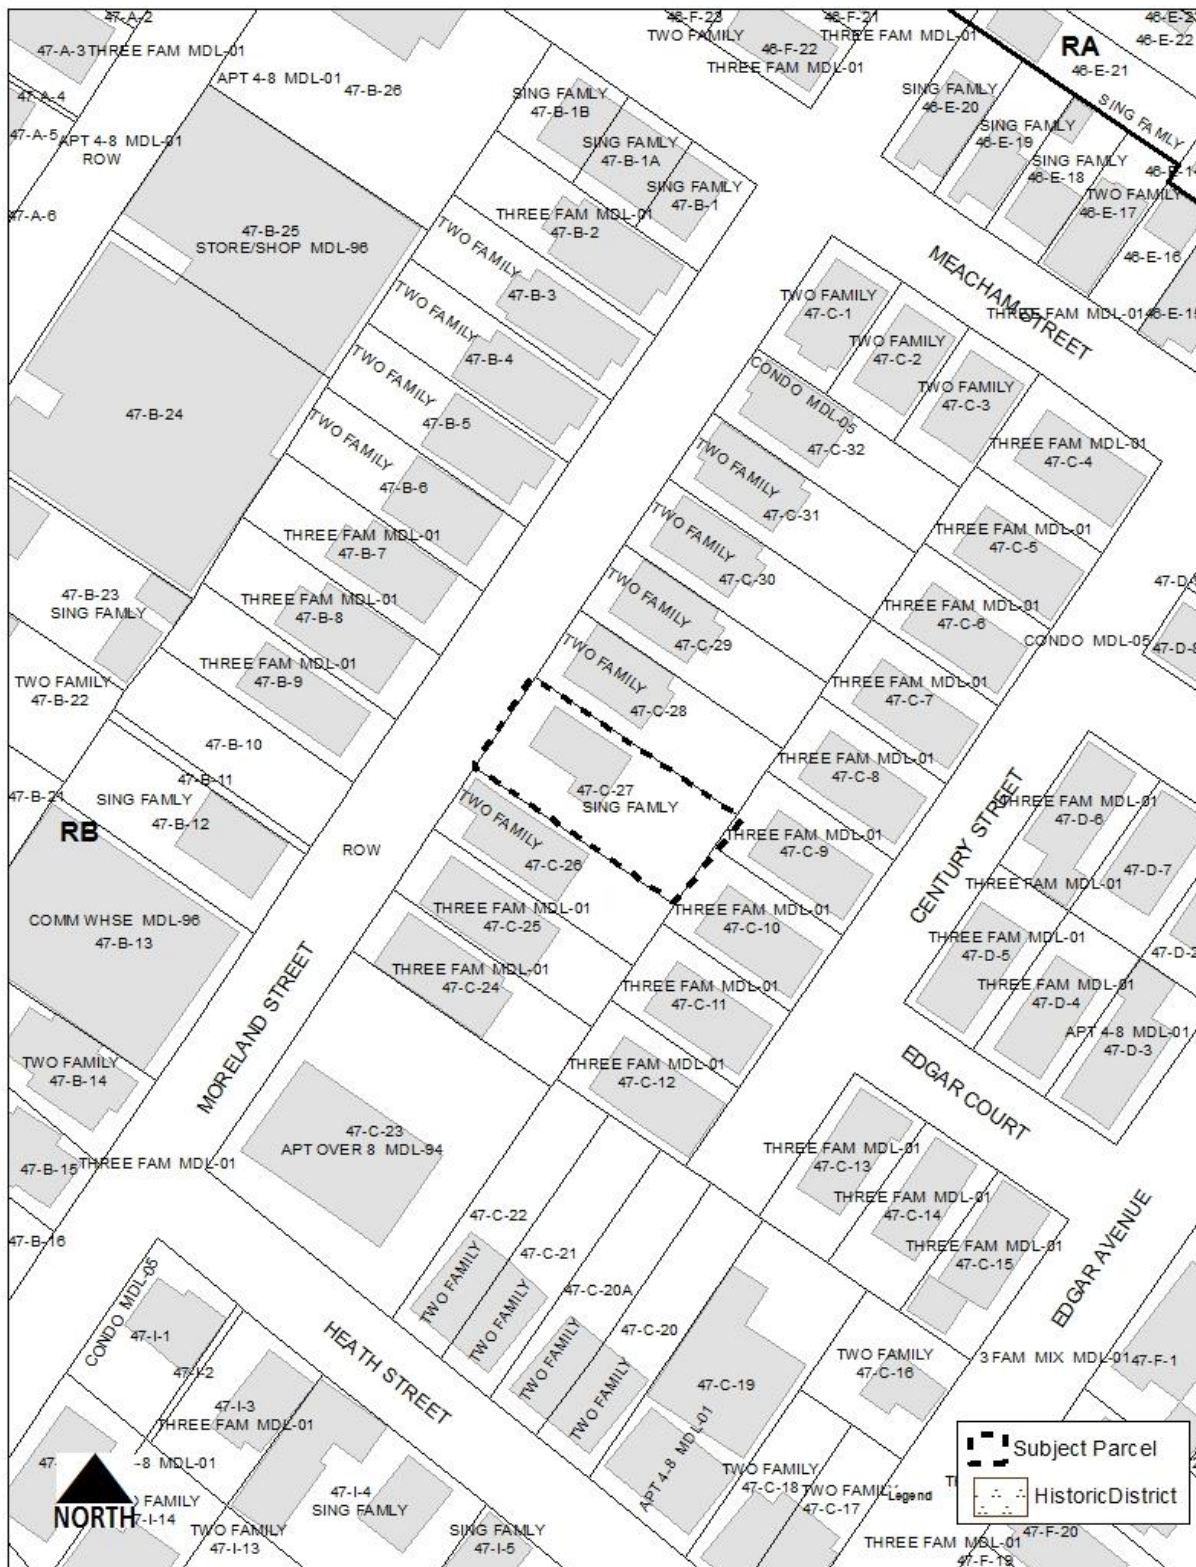 47-A-2
47-A-3 THREE FAM MDL-01
47-A-4
47-A-5
APT 4-8 MDL-01
ROW
47-A-6
APT 4-8 MDL-01
47-B-26
46-F-23
TWO FAMILY
46-F-21
THREE FAM MDL-01
46-F-22
THREE FAM MDL-01
RA
46-E-22
46-E-21
SING FAMLY
SING FAMLY
46-E-20
SING FAMLY
46-E-19
SING FAMLY
46-E-18
TWO FAMILY
46-E-17
46-E-16
THREE FAM MDL-01
46-E-15
SING FAMLY
47-B-1B
SING FAMLY
47-B-1A
SING FAMLY
47-B-1
THREE FAM MDL-01
47-B-2
47-B-25
STORE/SHOP MDL-96
TWO FAMILY
47-B-3
TWO FAMILY
47-B-4
TWO FAMILY
47-B-5
TWO FAMILY
47-B-6
47-B-24
THREE FAM MDL-01
47-B-7
THREE FAM MDL-01
47-B-8
THREE FAM MDL-01
47-B-9
47-B-23
SING FAMLY
TWO FAMILY
47-B-22
47-B-10
47-B-11
47-B-21
SING FAMLY
47-B-12
RB
COMM WHSE MDL-96
47-B-13
TWO FAMILY
47-B-14
47-B-15
THREE FAM MDL-01
47-B-16
MEACHAM STREET
TWO FAMILY
47-C-1
TWO FAMILY
47-C-2
TWO FAMILY
47-C-3
THREE FAM MDL-01
47-C-4
CONDO MDL-05
47-C-32
TWO FAMILY
47-C-31
TWO FAMILY
47-C-30
TWO FAMILY
47-C-29
TWO FAMILY
47-C-28
THREE FAM MDL-01
47-C-5
THREE FAM MDL-01
47-C-6
THREE FAM MDL-01
47-C-7
THREE FAM MDL-01
47-C-8
THREE FAM MDL-01
47-C-9
THREE FAM MDL-01
47-C-10
THREE FAM MDL-01
47-C-11
THREE FAM MDL-01
47-C-12
47-C-27
SING FAMLY
TWO FAMILY
47-C-26
THREE FAM MDL-01
47-C-25
THREE FAM MDL-01
47-C-24
ROW
MORELAND STREET
CENTURY STREET
CONDO MDL-05
47-D-8
THREE FAM MDL-01
47-D-6
47-D-7
THREE FAM MDL-01
THREE FAM MDL-01
47-D-5
THREE FAM MDL-01
47-D-4
APT 4-8 MDL-01
47-D-3
EDGAR COURT
EDGAR AVENUE
47-C-23
APT OVER 8 MDL-94
47-C-22
TWO FAMILY
47-C-21
TWO FAMILY
47-C-20A
TWO FAMILY
47-C-20
TWO FAMILY
THREE FAM MDL-01
47-C-13
THREE FAM MDL-01
47-C-14
THREE FAM MDL-01
47-C-15
47-C-19
APT 4-8 MDL-01
TWO FAMILY
47-C-16
3 FAM MIX MDL-01
47-F-1
HEATH STREET
CONDO MDL-05
47-I-1
47-I-2
47-I-3
THREE FAM MDL-01
47-I-4
SING FAMLY
SING FAMLY
47-I-5
TWO FAMILY
47-I-13
TWO FAMILY
47-C-18
TWO FAMILY
47-C-17
THREE FAM MDL-01
47-F-19
47-F-20
NORTH
Legend
Subject Parcel
HistoricDistrict